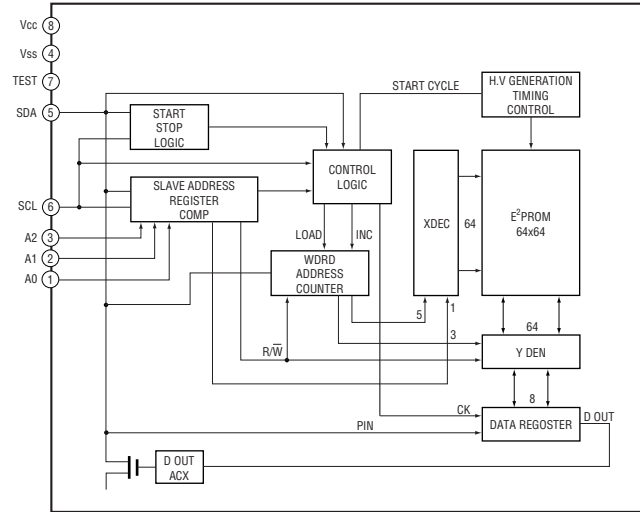 Vcc 8
Vss 4
TEST 7
SDA 5
SCL 6
A2 3
A1 2
A0 1
START
STOP
LOGIC
SLAVE ADDRESS
REGISTER
COMP
START CYCLE
H.V GENERATION
TIMING
CONTROL
CONTROL
LOGIC
LOAD
INC
WDRD
ADDRESS
COUNTER
XDEC
64
E²PROM
64x64
5
1
3
R/W̅
64
Y DEN
8
CK
PIN
DATA REGOSTER
D OUT
D OUT
ACX